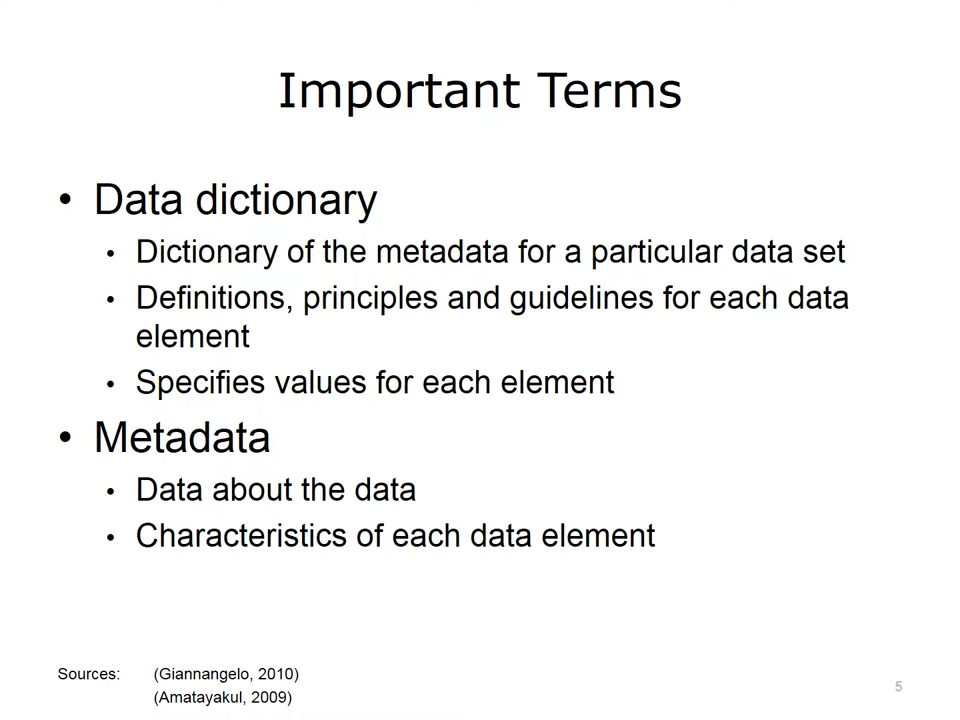 Important Terms
• Data dictionary
• Dictionary of the metadata for a particular data set
• Definitions, principles and guidelines for each data
element
• Specifies values for each element
• Metadata
• Data about the data
• Characteristics of each data element
Sources: (Giannangelo, 2010)
(Amatayakul, 2009)
5